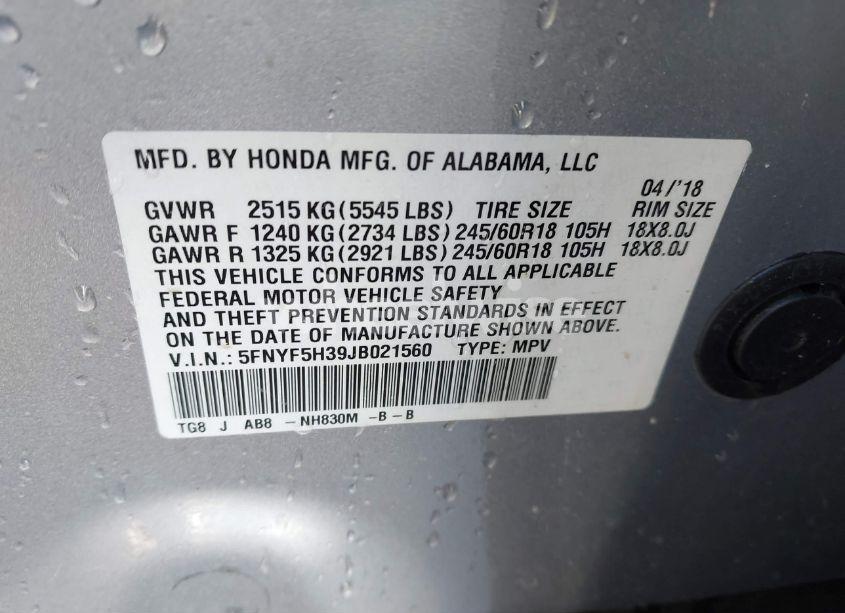 MFD. BY HONDA MFG. OF ALABAMA, LLC
04/'18
GVWR 2515 KG (5545 LBS) TIRE SIZE RIM SIZE
GAWR F 1240 KG (2734 LBS) 245/60R18 105H 18X8.0J
GAWR R 1325 KG (2921 LBS) 245/60R18 105H 18X8.0J
THIS VEHICLE CONFORMS TO ALL APPLICABLE
FEDERAL MOTOR VEHICLE SAFETY
AND THEFT PREVENTION STANDARDS IN EFFECT
ON THE DATE OF MANUFACTURE SHOWN ABOVE.
V.I.N.: 5FNYF5H39JB021560 TYPE: MPV
TG8 J AB8 - NH830M - B - B